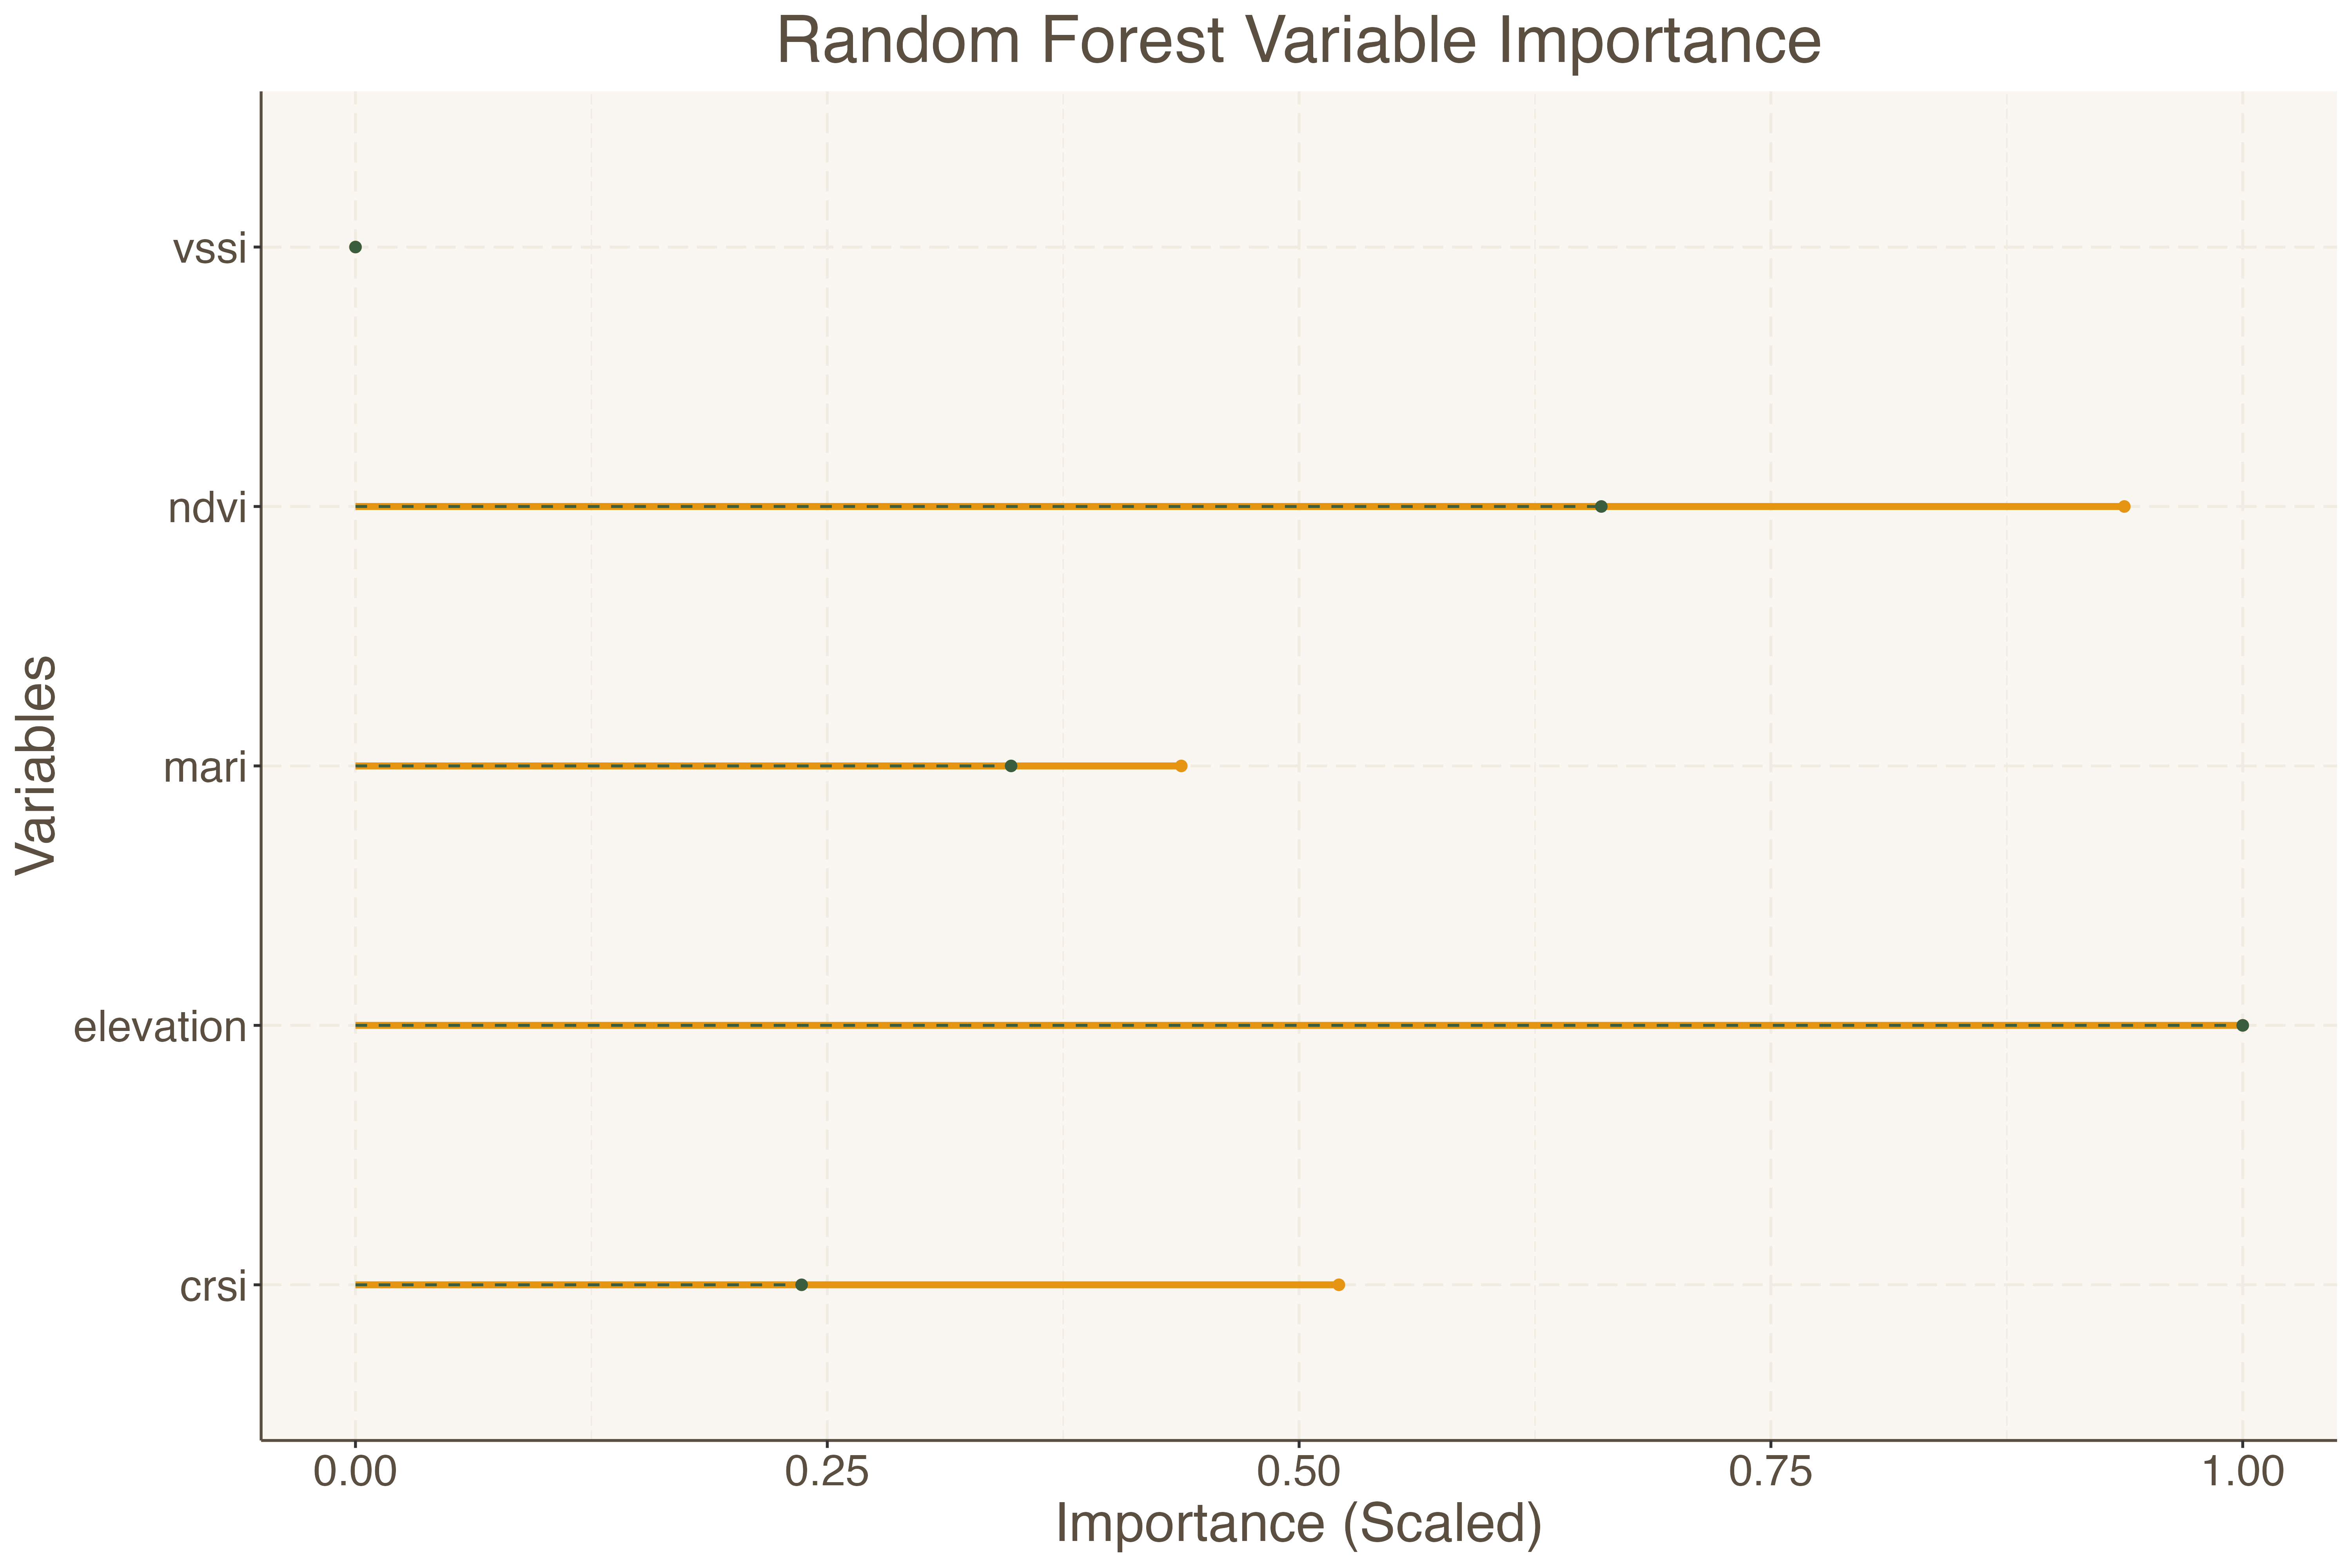 Random Forest Variable Importance
Variables
vssi
ndvi
mari
elevation
crsi
0.00 0.25 0.50 0.75 1.00
Importance (Scaled)